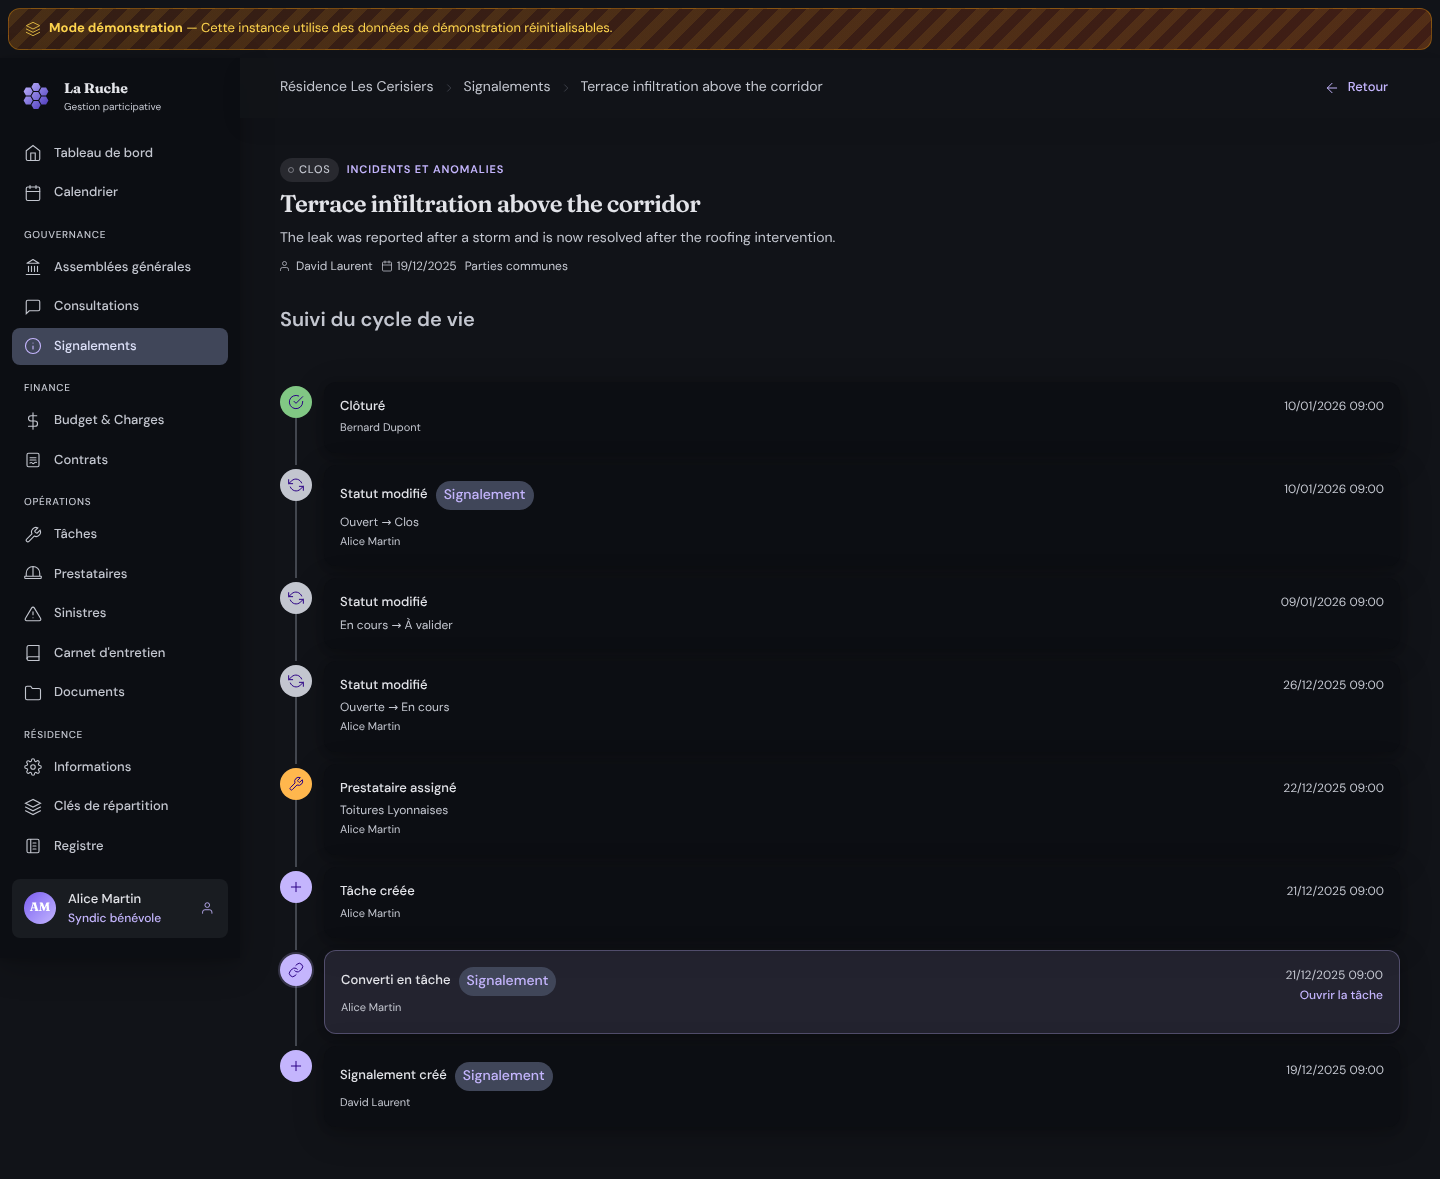 Mode démonstration — Cette instance utilise des données de démonstration réinitialisables.
La Ruche
Gestion participative
Tableau de bord
Calendrier
GOUVERNANCE
Assemblées générales
Consultations
Signalements
FINANCE
Budget & Charges
Contrats
OPÉRATIONS
Tâches
Prestataires
Sinistres
Carnet d'entretien
Documents
RÉSIDENCE
Informations
Clés de répartition
Registre
AM
Alice Martin
Syndic bénévole
Résidence Les Cerisiers > Signalements > Terrace infiltration above the corridor
← Retour
CLOS INCIDENTS ET ANOMALIES
Terrace infiltration above the corridor
The leak was reported after a storm and is now resolved after the roofing intervention.
David Laurent 19/12/2025 Parties communes
Suivi du cycle de vie
Clôturé 10/01/2026 09:00
Bernard Dupont
Statut modifié Signalement 10/01/2026 09:00
Ouvert → Clos
Alice Martin
Statut modifié 09/01/2026 09:00
En cours → À valider
Statut modifié 26/12/2025 09:00
Ouverte → En cours
Alice Martin
Prestataire assigné 22/12/2025 09:00
Toitures Lyonnaises
Alice Martin
Tâche créée 21/12/2025 09:00
Alice Martin
Converti en tâche Signalement 21/12/2025 09:00
Ouvrir la tâche
Alice Martin
Signalement créé Signalement 19/12/2025 09:00
David Laurent